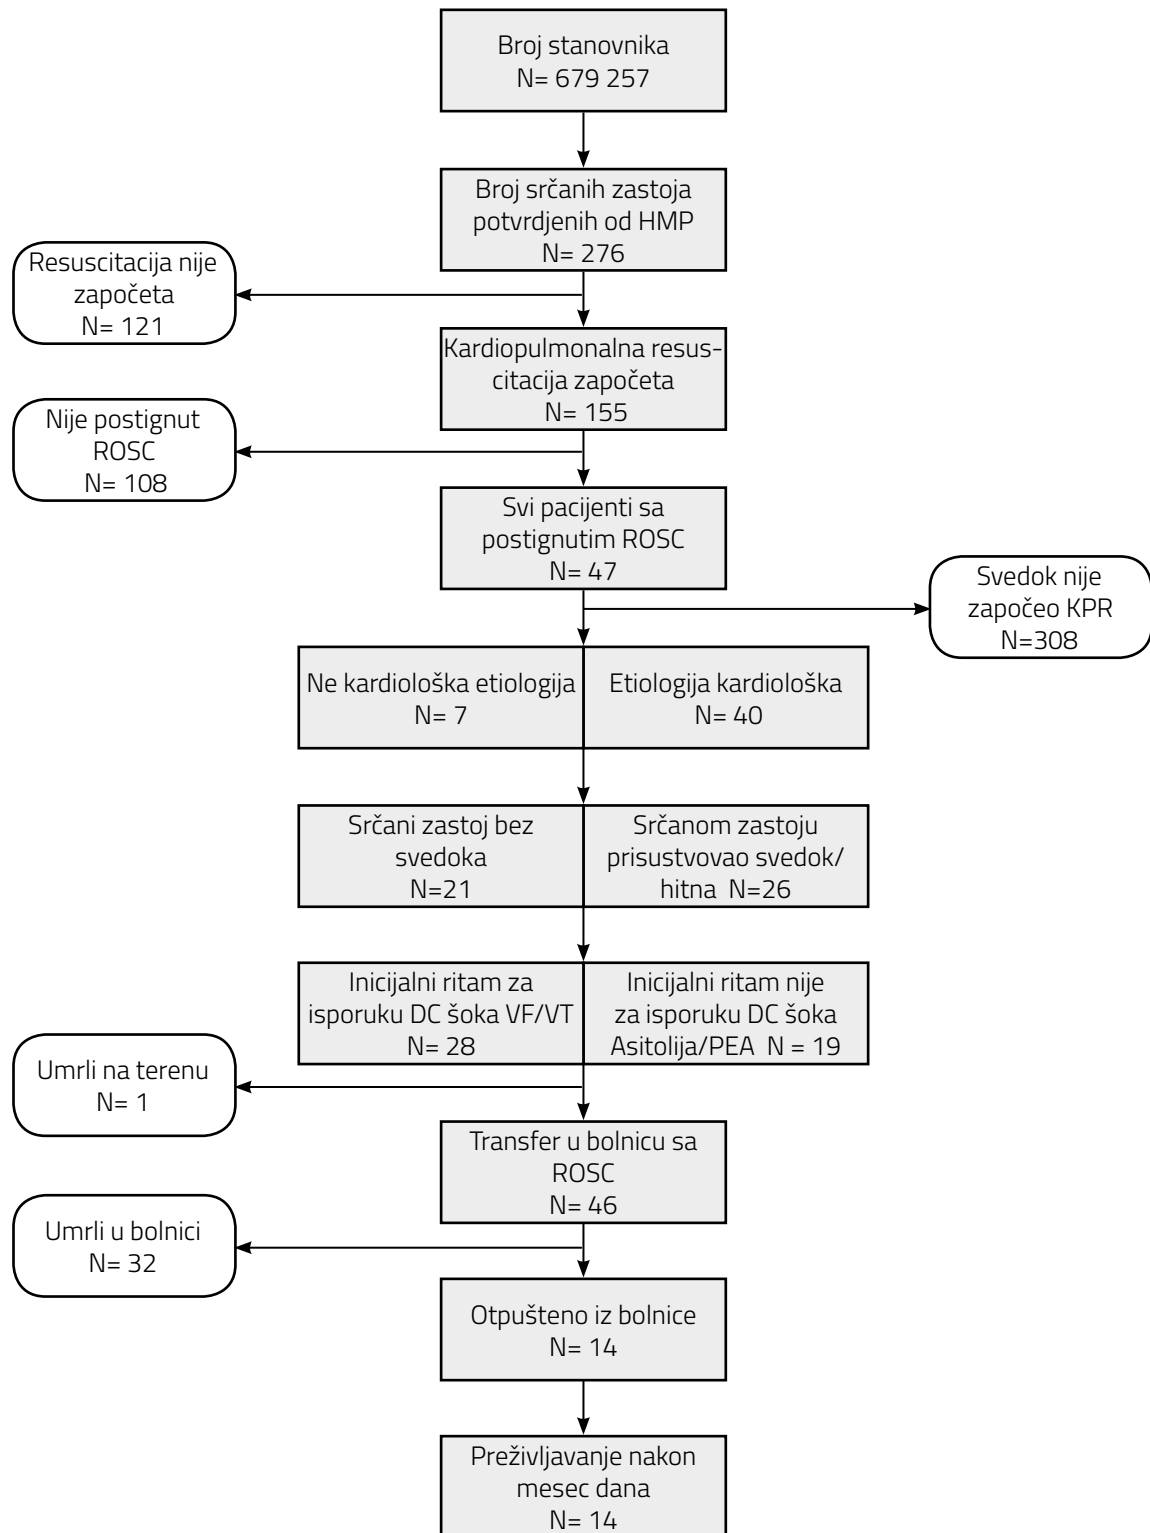 Broj stanovnika
N= 679 257
Broj srčanih zastoja
potvrdjenih od HMP
N= 276
Resuscitacija nije
započeta
N= 121
Kardiopulmonalna resus-
citacija započeta
N= 155
Nije postignut
ROSC
N= 108
Svi pacijenti sa
postignutim ROSC
N= 47
Svedok nije
započeo KPR
N=308
Ne kardiološka etiologija
N= 7
Etiologija kardiološka
N= 40
Srčani zastoj bez
svedoka
N=21
Srčanom zastoju
prisustvovao svedok/
hitna N=26
Inicijalni ritam za
isporuku DC šoka VF/VT
N= 28
Inicijalni ritam nije
za isporuku DC šoka
Asitolija/PEA N = 19
Umrli na terenu
N= 1
Transfer u bolnicu sa
ROSC
N= 46
Umrli u bolnici
N= 32
Otpušteno iz bolnice
N= 14
Preživljavanje nakon
mesec dana
N= 14